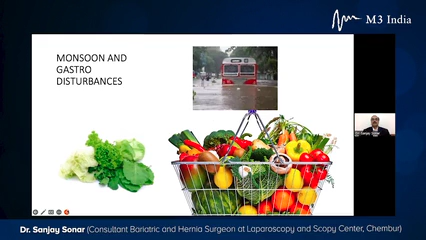 M3 India
MONSOON AND
GASTRO
DISTURBANCES
Dr. Sanjay Sonar (Consultant Bariatric and Hernia Surgeon at Laparoscopy and Scopy Center, Chembur)